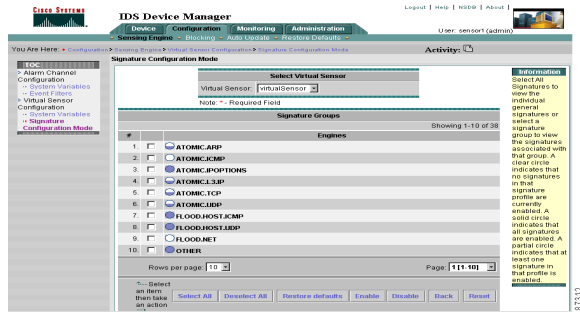 CISCO SYSTEMS
IDS Device Manager
Logout | Help | NSDB | About |
Device Configuration Monitoring Administration
User: sensor1 (admin)
- Sensing Engine - Blocking - Auto Update - Restore Defaults -
You Are Here: • Configuration > Sensing Engine > Virtual Sensor Configuration > Signature Configuration Mode
Activity:
Signature Configuration Mode
TOC
> Alarm Channel
Configuration
System Variables
Event Filters
Virtual Sensor
Configuration
System Variables
Signature
Configuration Mode
Select Virtual Sensor
Virtual Sensor: virtualSensor
Note: * - Required Field
Signature Groups
Showing 1-10 of 38
# Engines
1. ATOMIC.ARP
2. ATOMIC.ICMP
3. ATOMIC.IPOPTIONS
4. ATOMIC.L3.IP
5. ATOMIC.TCP
6. ATOMIC.UDP
7. FLOOD.HOST.ICMP
8. FLOOD.HOST.UDP
9. FLOOD.NET
10. OTHER
Rows per page: 10
Page: 1 [1-10]
Select
an item
then take
an action
Select All Deselect All Restore defaults Enable Disable Back Reset
Information
Select All
Signatures to
view the
individual
general
signatures or
select a
signature
group to view
the signatures
associated with
that group. A
clear circle
indicates that
no signatures
in that
signature
profile are
currently
enabled. A
solid circle
indicates that
all signatures
are enabled. A
partial circle
indicates that at
least one
signature in
that profile is
enabled.
87312